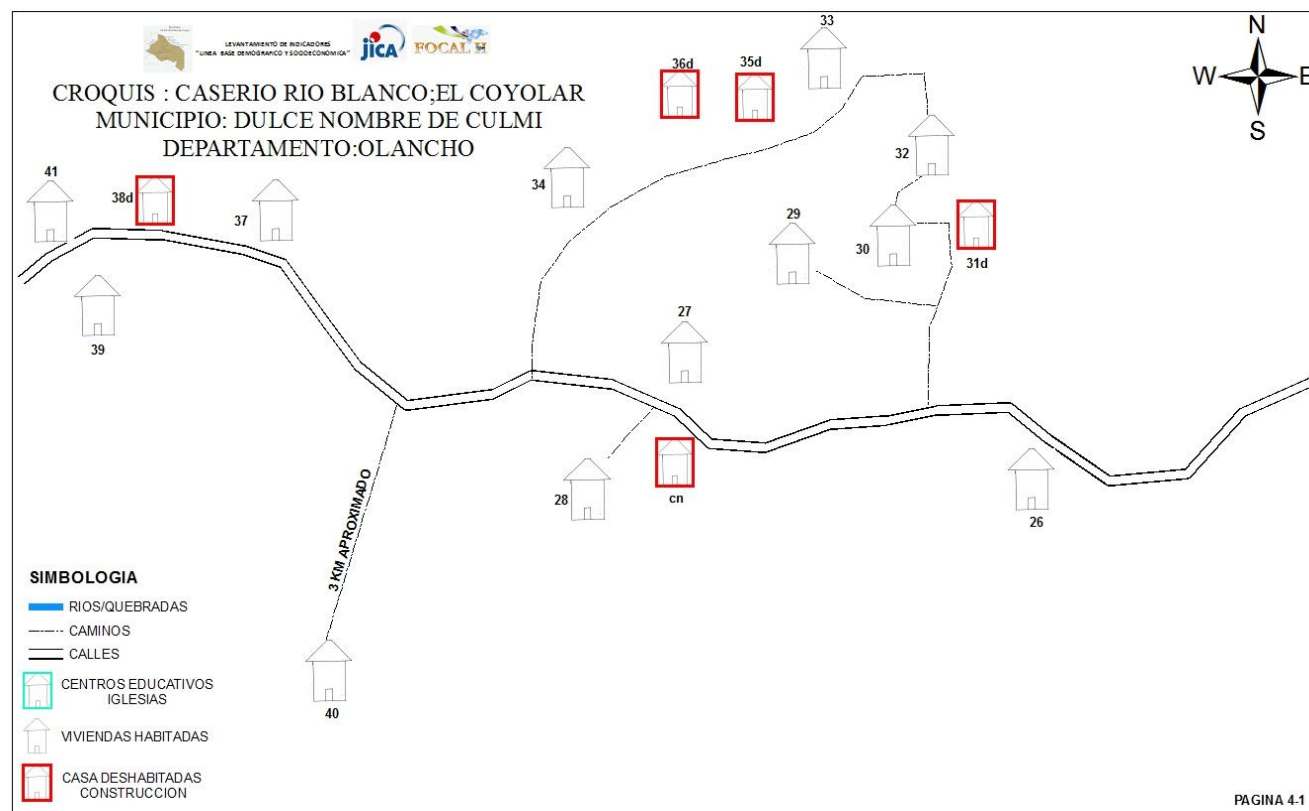 LEVANTAMIENTO DE INDICADORES
"LINEA BASE DEMOGRAFICO Y SOCIOECONOMICA"
jICA
FOCAL II
CROQUIS : CASERIO RIO BLANCO;EL COYOLAR
MUNICIPIO: DULCE NOMBRE DE CULMI
DEPARTAMENTO:OLANCHO
N
W
E
S
33
36d
35d
32
41
38d
37
34
29
30
31d
39
27
28
cn
26
3 KM APROXIMADO
40
SIMBOLOGIA
RIOS/QUEBRADAS
CAMINOS
CALLES
CENTROS EDUCATIVOS
IGLESIAS
VIVIENDAS HABITADAS
CASA DESHABITADAS
CONSTRUCCION
PAGINA 4-1